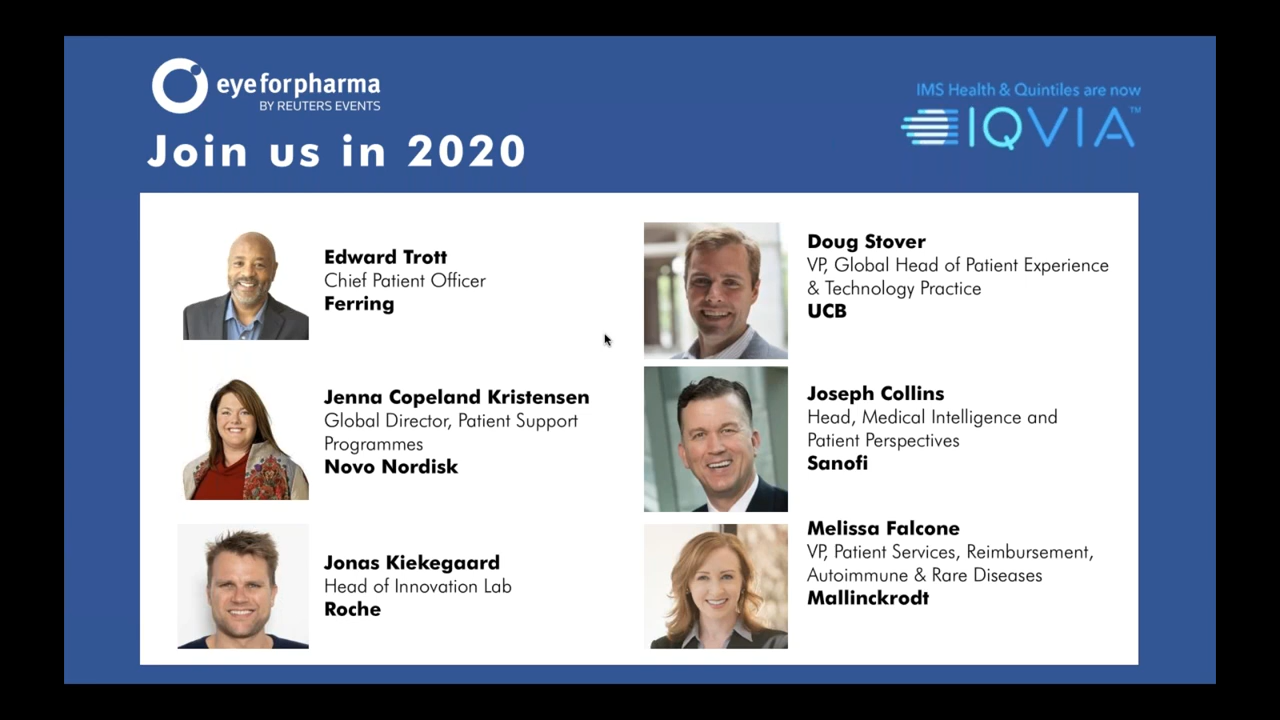 eyeforpharma
BY REUTERS EVENTS
Join us in 2020
IMS Health & Quintiles are now
IQVIA™
Edward Trott
Chief Patient Officer
Ferring
Jenna Copeland Kristensen
Global Director, Patient Support
Programmes
Novo Nordisk
Jonas Kiekegaard
Head of Innovation Lab
Roche
Doug Stover
VP, Global Head of Patient Experience
& Technology Practice
UCB
Joseph Collins
Head, Medical Intelligence and
Patient Perspectives
Sanofi
Melissa Falcone
VP, Patient Services, Reimbursement,
Autoimmune & Rare Diseases
Mallinckrodt